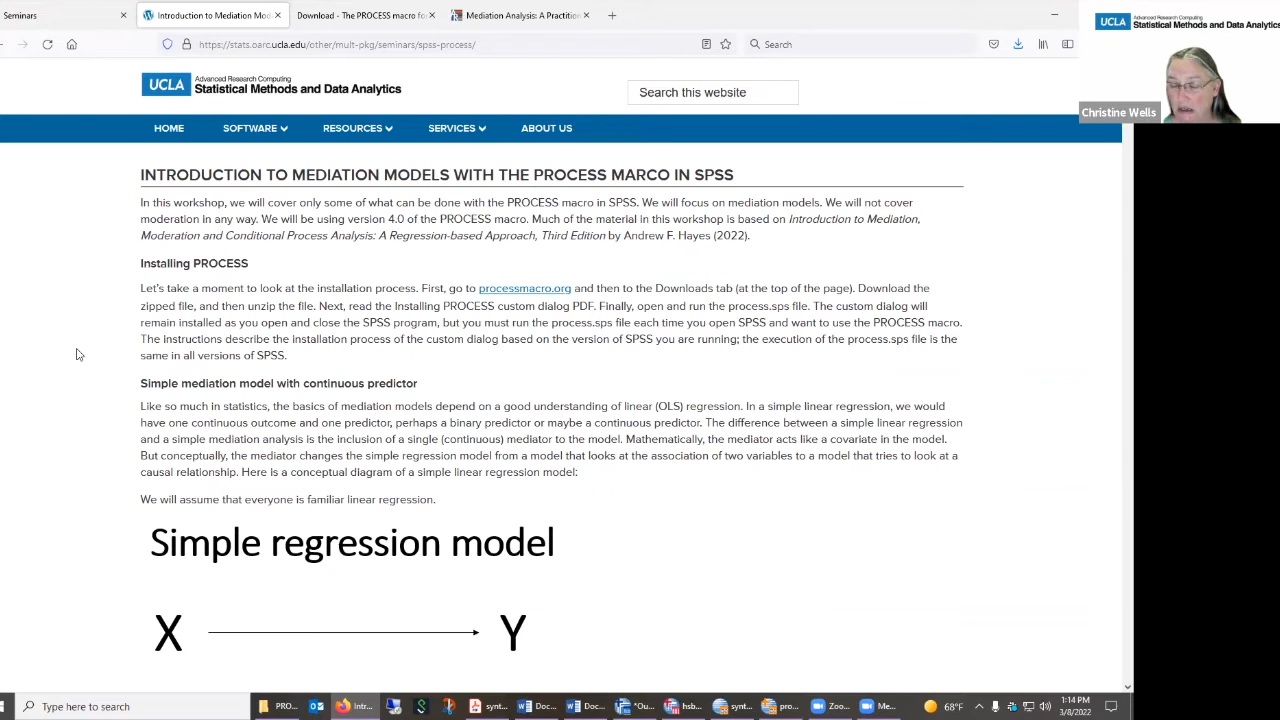 Seminars
Introduction to Mediation Mod
Download - The PROCESS macro fo
Mediation Analysis: A Practition
https://stats.oarc.ucla.edu/other/mult-pkg/seminars/spss-process/
Search
UCLA
Advanced Research Computing
Statistical Methods and Data Analytics
Christine Wells
UCLA
Advanced Research Computing
Statistical Methods and Data Analytics
Search this website
HOME SOFTWARE RESOURCES SERVICES ABOUT US
INTRODUCTION TO MEDIATION MODELS WITH THE PROCESS MARCO IN SPSS
In this workshop, we will cover only some of what can be done with the PROCESS macro in SPSS. We will focus on mediation models. We will not cover
moderation in any way. We will be using version 4.0 of the PROCESS macro. Much of the material in this workshop is based on Introduction to Mediation,
Moderation and Conditional Process Analysis: A Regression-based Approach, Third Edition by Andrew F. Hayes (2022).
Installing PROCESS
Let's take a moment to look at the installation process. First, go to processmacro.org and then to the Downloads tab (at the top of the page). Download the
zipped file, and then unzip the file. Next, read the Installing PROCESS custom dialog PDF. Finally, open and run the process.sps file. The custom dialog will
remain installed as you open and close the SPSS program, but you must run the process.sps file each time you open SPSS and want to use the PROCESS macro.
The instructions describe the installation process of the custom dialog based on the version of SPSS you are running; the execution of the process.sps file is the
same in all versions of SPSS.
Simple mediation model with continuous predictor
Like so much in statistics, the basics of mediation models depend on a good understanding of linear (OLS) regression. In a simple linear regression, we would
have one continuous outcome and one predictor, perhaps a binary predictor or maybe a continuous predictor. The difference between a simple linear regression
and a simple mediation analysis is the inclusion of a single (continuous) mediator to the model. Mathematically, the mediator acts like a covariate in the model.
But conceptually, the mediator changes the simple regression model from a model that looks at the association of two variables to a model that tries to look at a
causal relationship. Here is a conceptual diagram of a simple linear regression model:
We will assume that everyone is familiar linear regression.
Simple regression model
X Y
Type here to search
PRO...
Intr...
synt...
Doc...
Doc...
*Ou...
hsb...
synt...
pro...
Zoo...
Me...
68°F
1:14 PM
3/8/2022